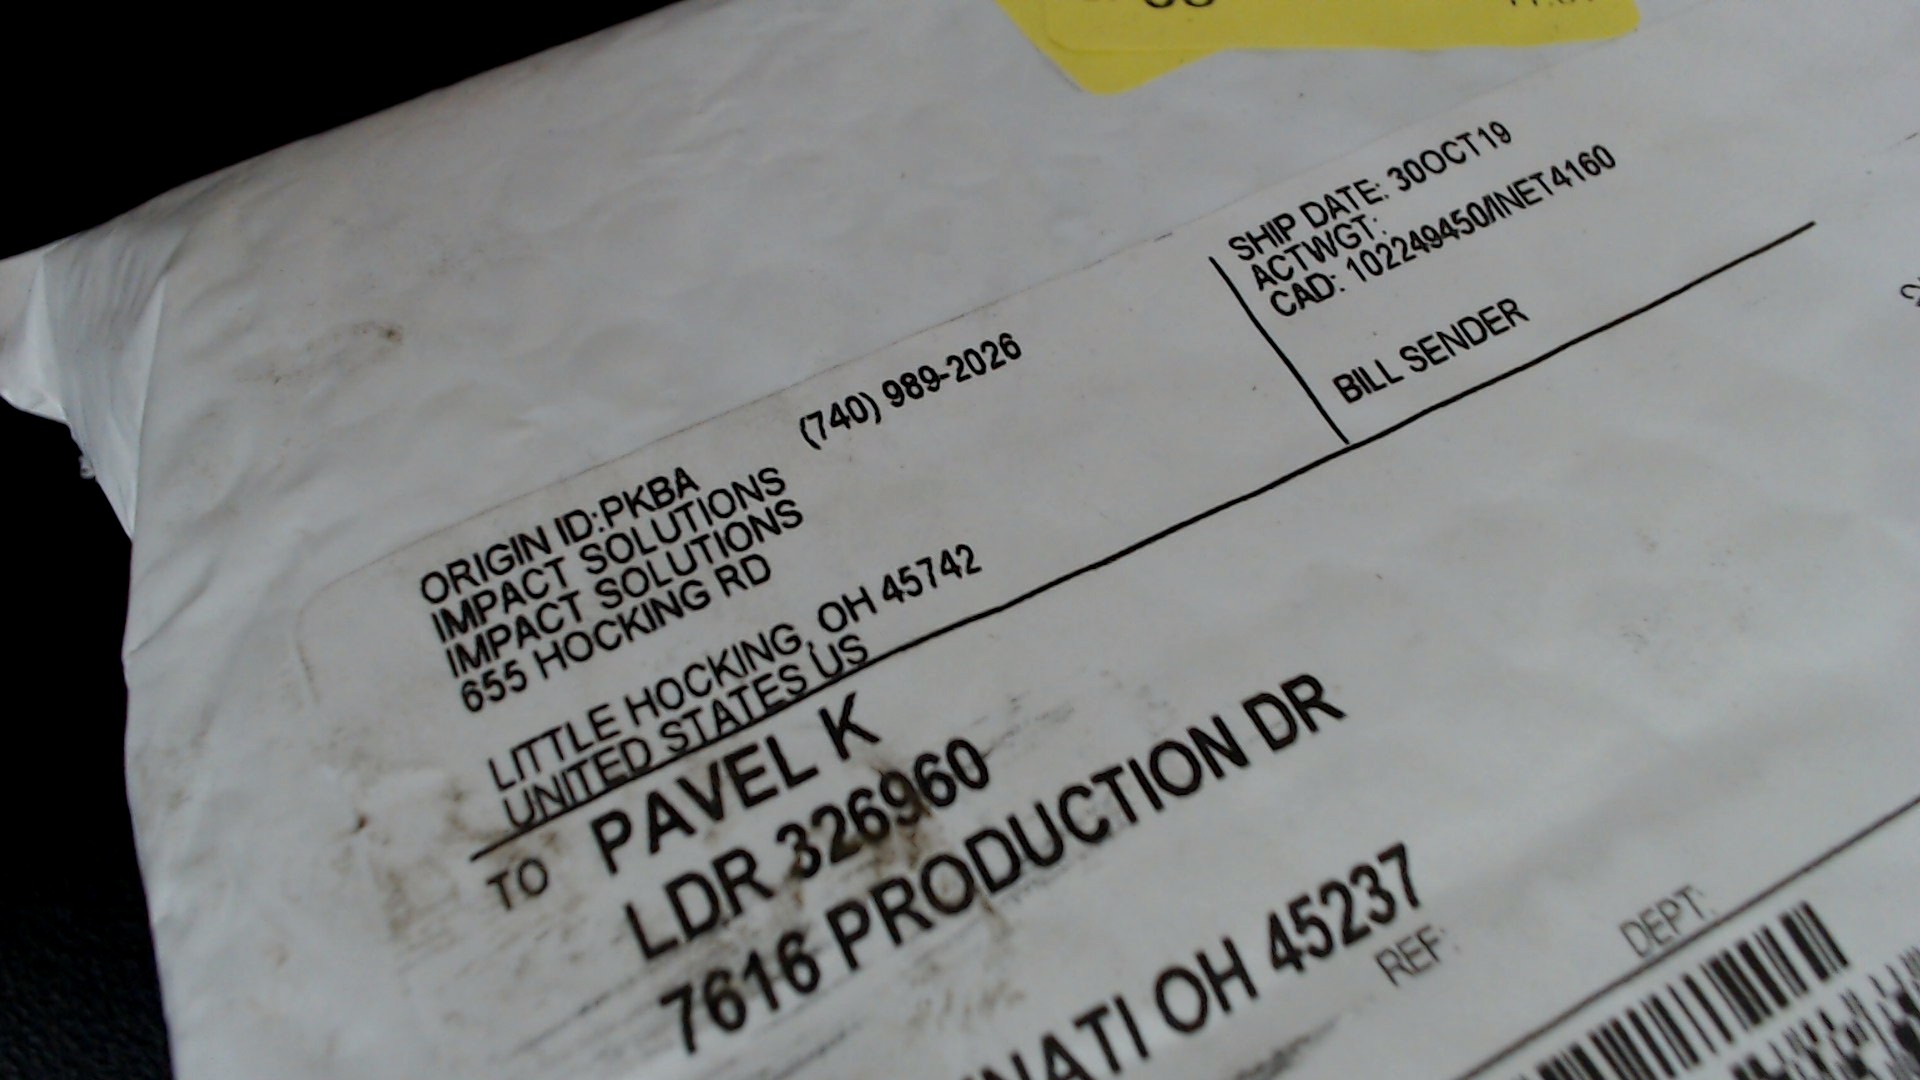 ORIGIN ID:PKBA
(740) 989-2026
IMPACT SOLUTIONS
IMPACT SOLUTIONS
655 HOCKING RD
LITTLE HOCKING, OH 45742
UNITED STATES US
SHIP DATE: 30OCT19
ACTWGT:
CAD: 102249450/INET4160
BILL SENDER
TO PAVEL K
LDR 326960
7616 PRODUCTION DR
NATI OH 45237
REF:
DEPT: